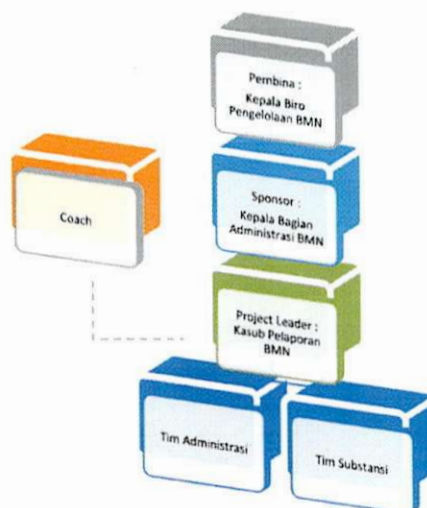 Pembina :
Kepala Biro
Pengelolaan BMN
Coach
Sponsor :
Kepala Bagian
Administrasi BMN
Project Leader :
Kasub Pelaporan
BMN
Tim Administrasi
Tim Substansi